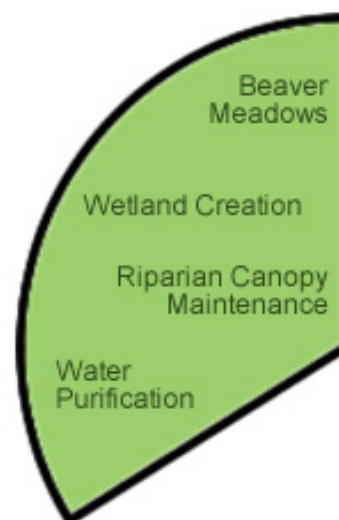 Beaver
Meadows
Wetland Creation
Riparian Canopy
Maintenance
Water
Purification